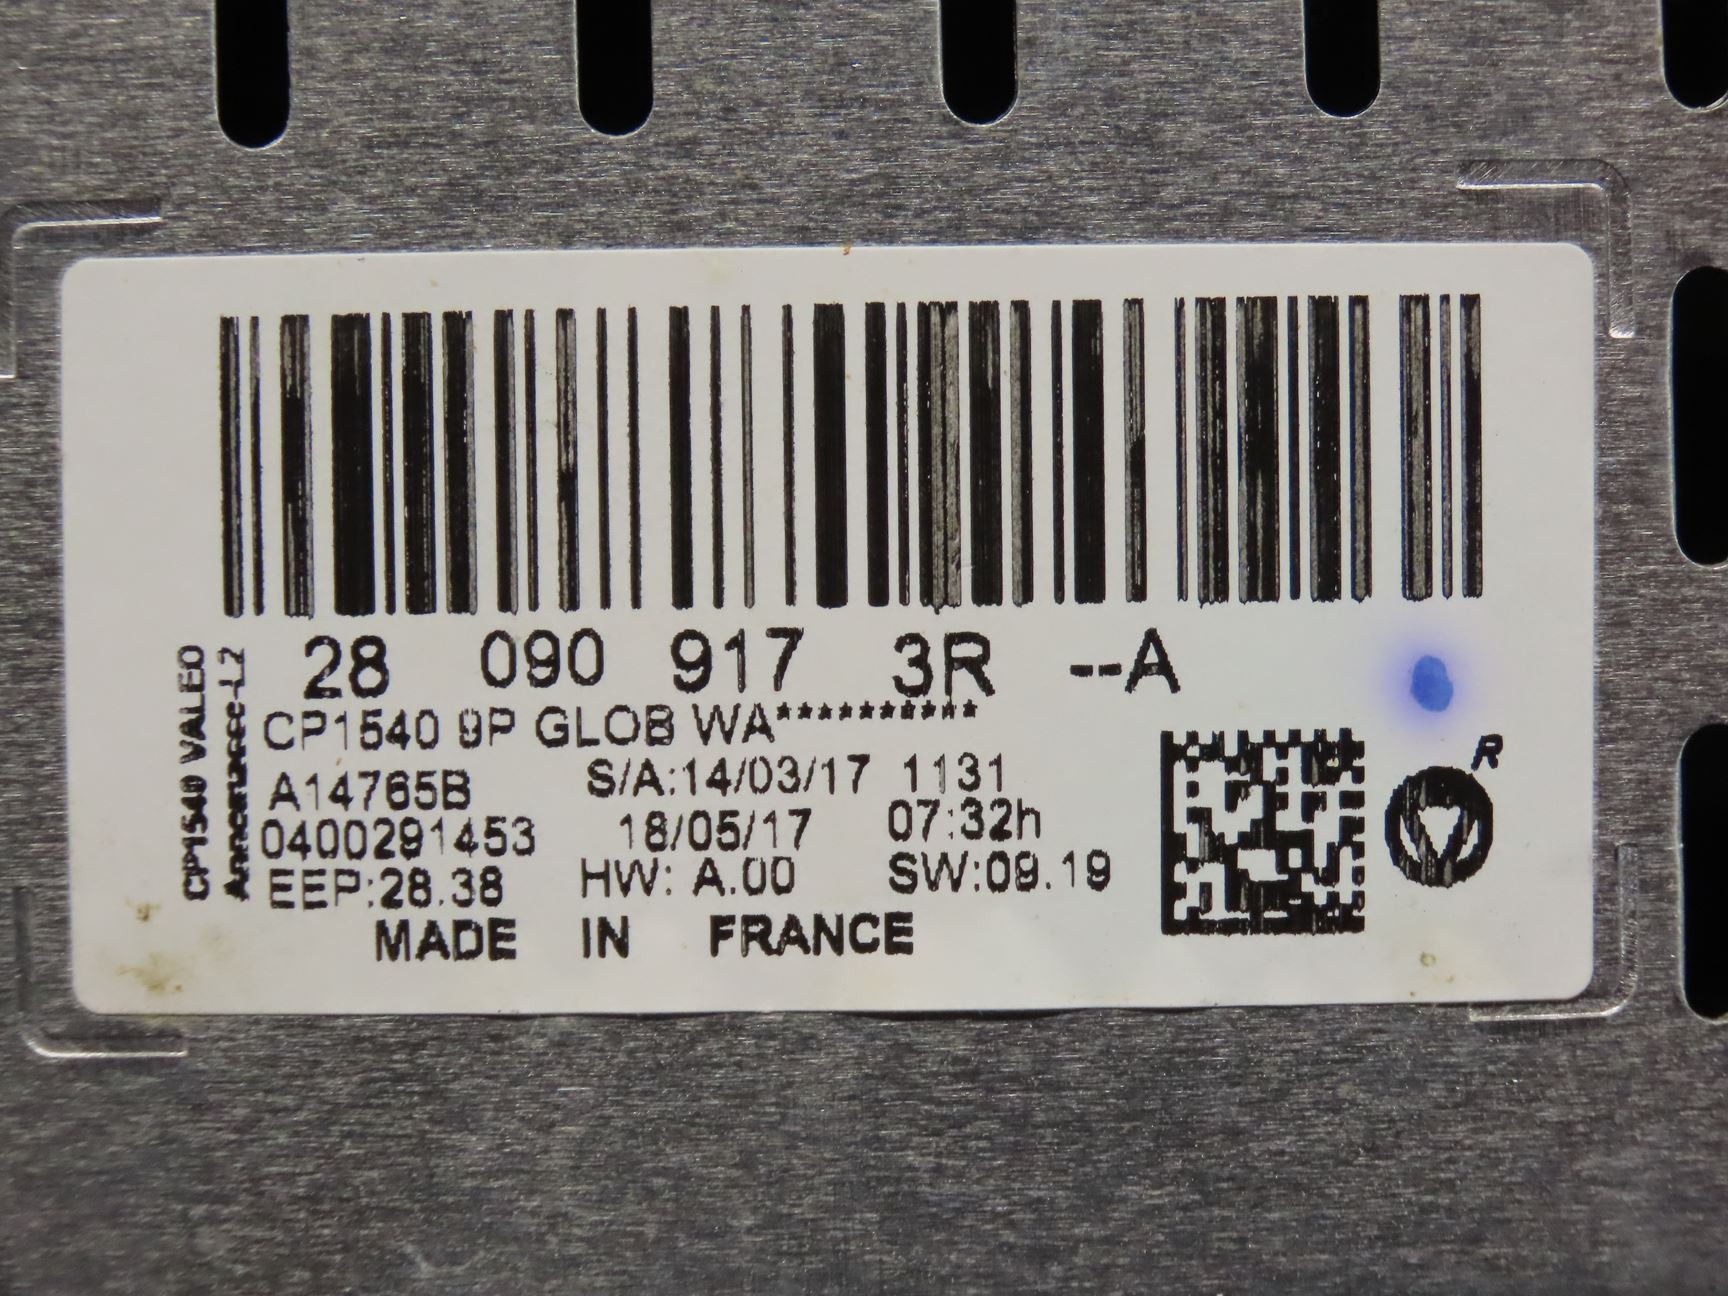 28 090 917 3R --A
CP1540 9P GLOB WA**********
A14765B S/A:14/03/17 1131
0400291453 18/05/17 07:32h
EEP:28.38 HW: A.00 SW:09.19
MADE IN FRANCE
CP1540 VALEO
R